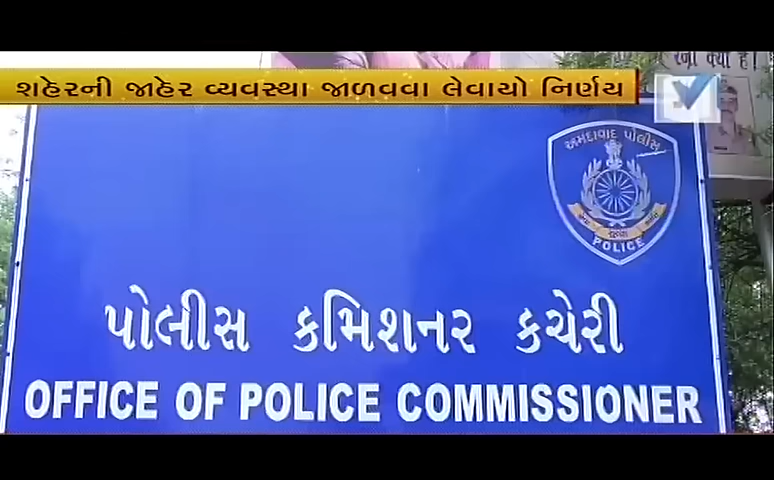 શહેરની જાહેર વ્યવસ્થા જાળવવા લેવાયો નિર્ણય
અમદાવાદ પોલીસ
POLICE
પોલીસ કમિશનર કચેરી
OFFICE OF POLICE COMMISSIONER